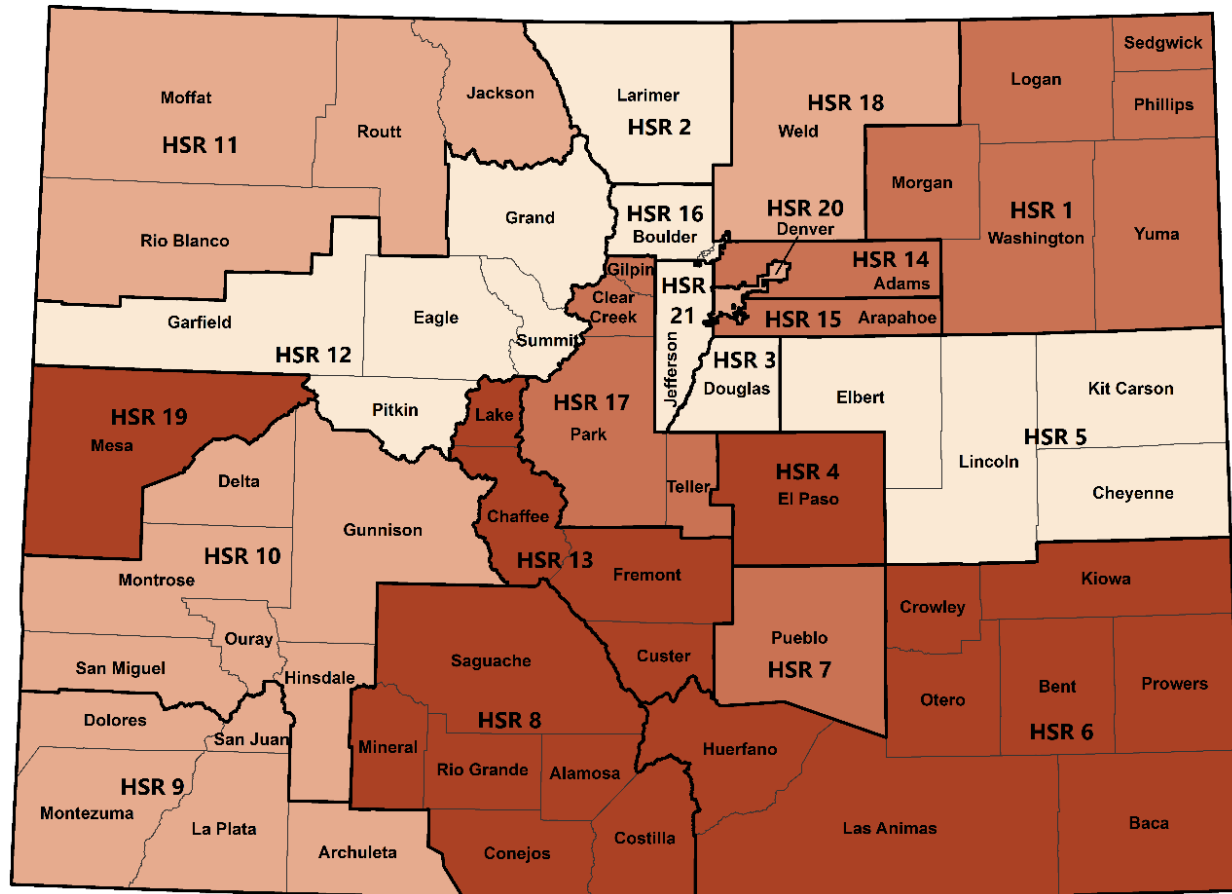 Moffat
HSR 11
Routt
Jackson
Larimer
HSR 2
HSR 18
Weld
Logan
Sedgwick
Phillips
Morgan
HSR 1
Washington
Yuma
Rio Blanco
Grand
HSR 16
Boulder
HSR 20
Denver
Gilpin
HSR 14
Adams
Clear
Creek
HSR
21
Jefferson
HSR 15
Arapahoe
Garfield
Eagle
Summit
HSR 12
HSR 3
Douglas
Elbert
Kit Carson
HSR 5
Lincoln
Cheyenne
HSR 19
Mesa
Pitkin
Lake
HSR 17
Park
Delta
Gunnison
Chaffee
Teller
HSR 4
El Paso
HSR 10
Montrose
HSR 13
Fremont
Crowley
Kiowa
Ouray
San Miguel
Hinsdale
Saguache
Custer
Pueblo
HSR 7
Otero
Bent
HSR 6
Prowers
Dolores
San Juan
Mineral
HSR 8
Rio Grande
Alamosa
Huerfano
HSR 9
Montezuma
La Plata
Archuleta
Conejos
Costilla
Las Animas
Baca